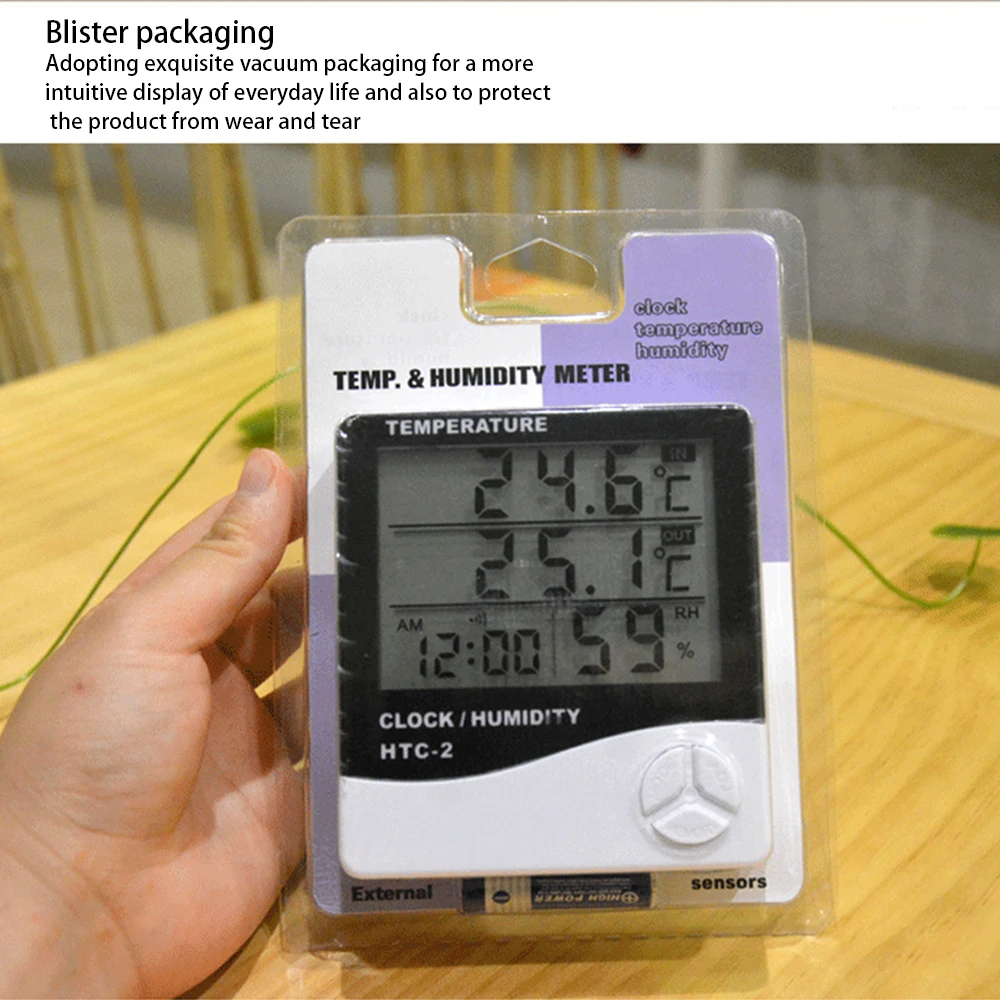 Blister packaging
Adopting exquisite vacuum packaging for a more
intuitive display of everyday life and also to protect
the product from wear and tear
clock
temperature
humidity
TEMP. & HUMIDITY METER
TEMPERATURE
IN
24.6 °C
OUT
25.1 °C
AM
RH
12:00 59 %
CLOCK / HUMIDITY
HTC-2
External
HIGH POWER
sensors